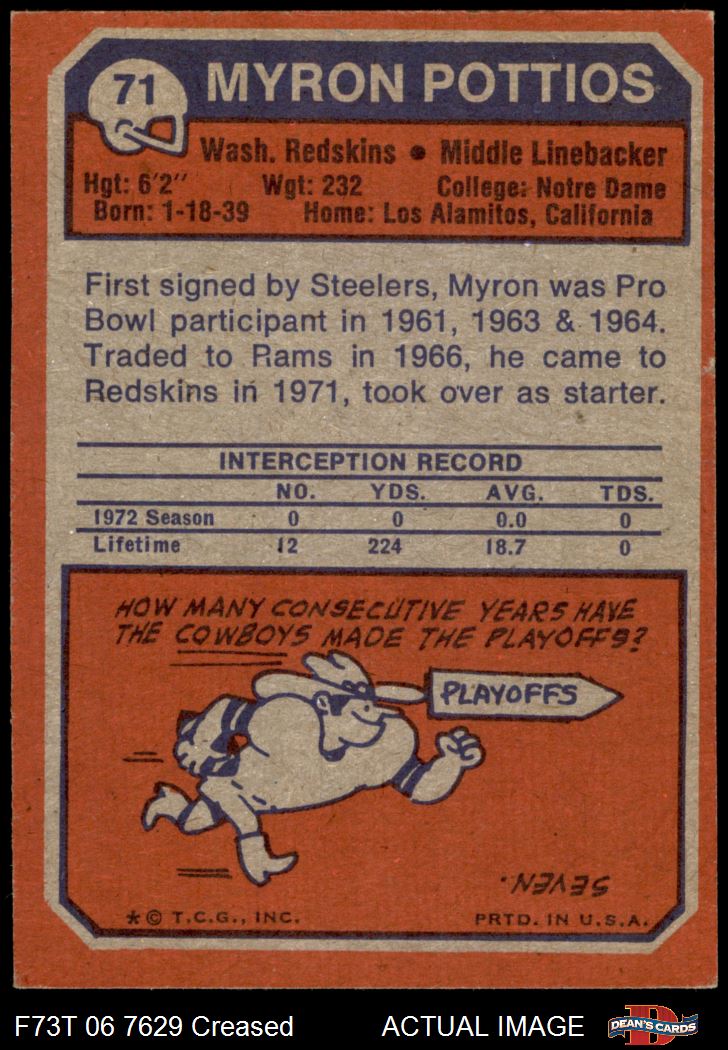 71
MYRON POTTIOS
Wash. Redskins • Middle Linebacker
Hgt: 6'2" Wgt: 232 College: Notre Dame
Born: 1-18-39 Home: Los Alamitos, California
First signed by Steelers, Myron was Pro
Bowl participant in 1961, 1963 & 1964.
Traded to Rams in 1966, he came to
Redskins in 1971, took over as starter.
INTERCEPTION RECORD
NO. YDS. AVG. TDS.
1972 Season 0 0 0.0 0
Lifetime 12 224 18.7 0
HOW MANY CONSECUTIVE YEARS HAVE
THE COWBOYS MADE THE PLAYOFFS?
PLAYOFFS
SEVEN.
* © T.C.G., INC. PRTD. IN U.S.A.
F73T 06 7629 Creased ACTUAL IMAGE
D
DEAN'S CARDS